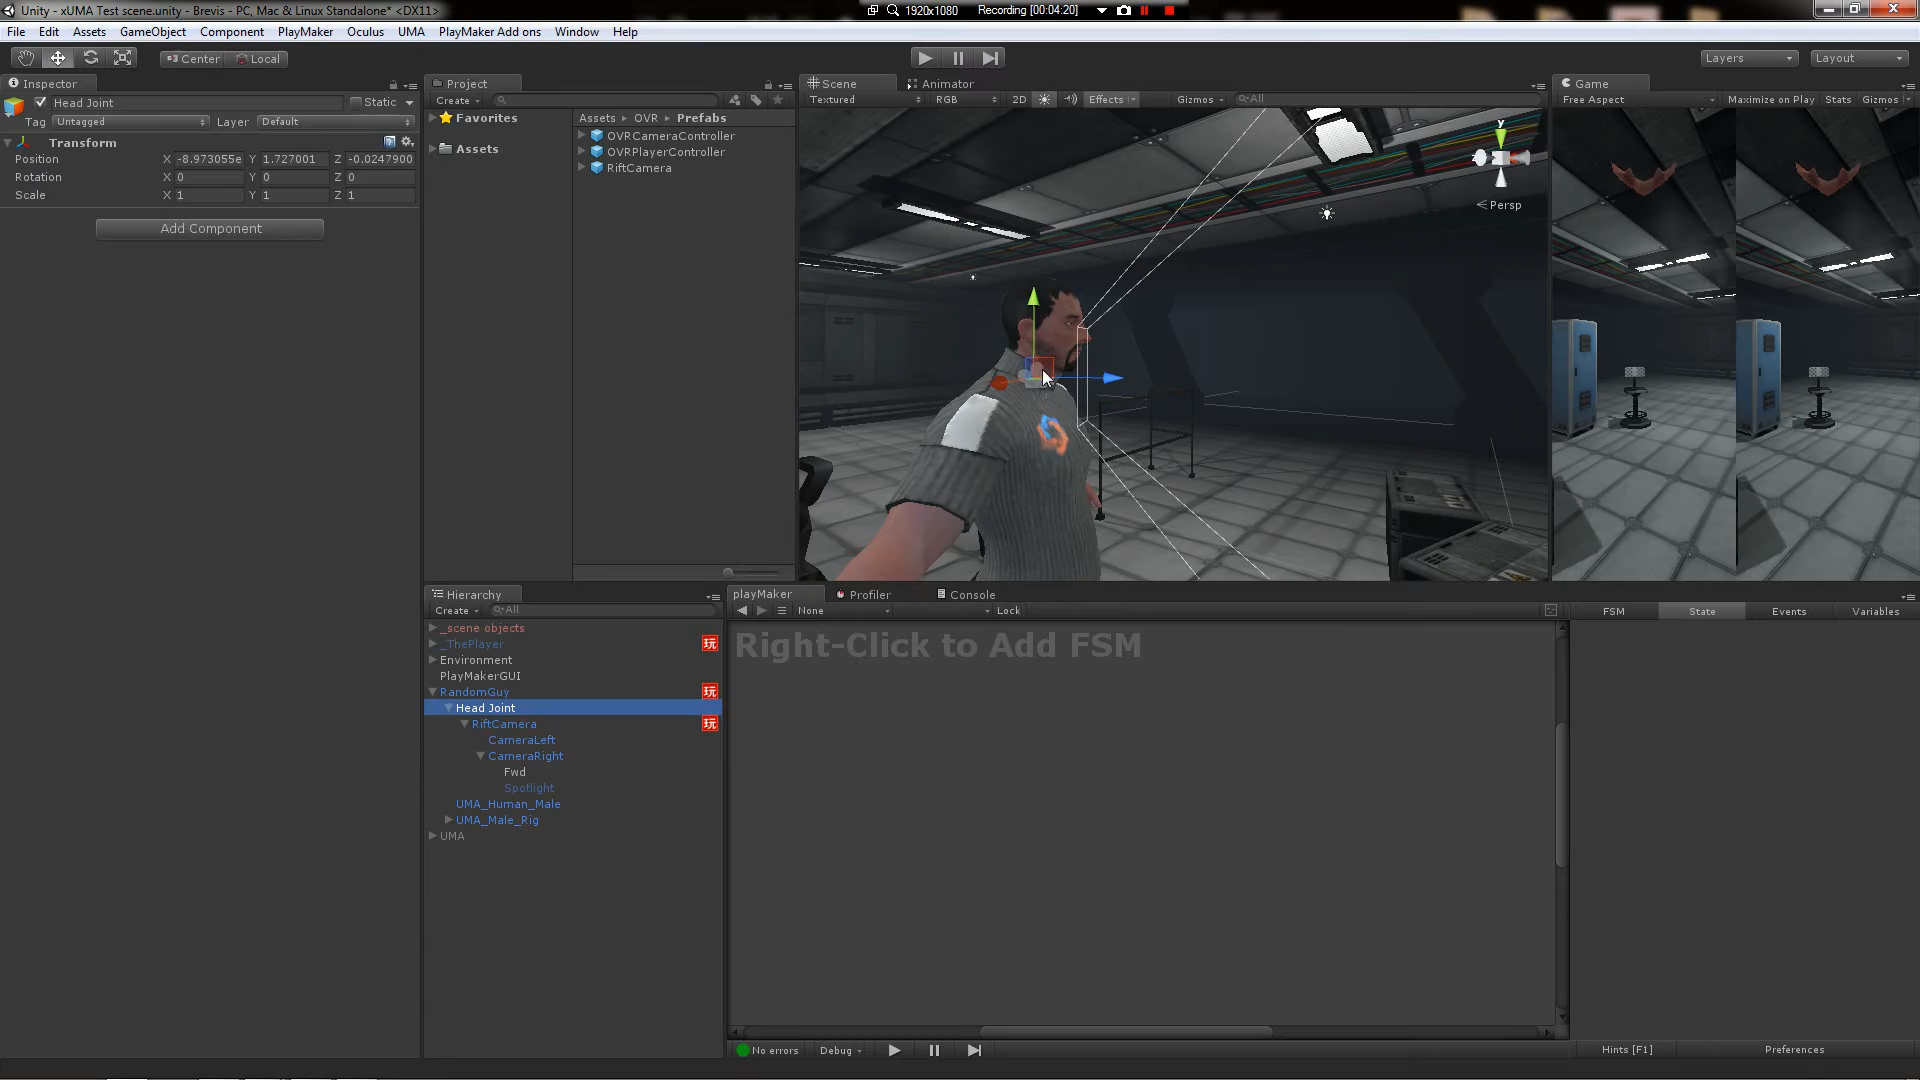 Unity - xUMA Test scene.unity - Brevis - PC, Mac & Linux Standalone* <DX11>
1920x1080
Recording [00:04:20]
File Edit Assets GameObject Component PlayMaker Oculus UMA PlayMaker Add ons Window Help
Center Local
Layers
Layout
Inspector
Head Joint
Static
Tag Untagged
Layer Default
Transform
Position X -8.973055e Y 1.727001 Z -0.0247900
Rotation X 0 Y 0 Z 0
Scale X 1 Y 1 Z 1
Add Component
Project
Create
Favorites
Assets
Assets OVR Prefabs
OVRCameraController
OVRPlayerController
RiftCamera
Scene
Animator
Textured RGB 2D Effects Gizmos All
y
Persp
Game
Free Aspect Maximize on Play Stats Gizmos
Hierarchy
Create All
_scene objects
_ThePlayer
玩
Environment
PlayMakerGUI
RandomGuy
玩
Head Joint
RiftCamera
玩
CameraLeft
CameraRight
Fwd
Spotlight
UMA_Human_Male
UMA_Male_Rig
UMA
playMaker
Profiler
Console
None
Lock
Right-Click to Add FSM
FSM State Events Variables
No errors
Debug
Hints [F1]
Preferences